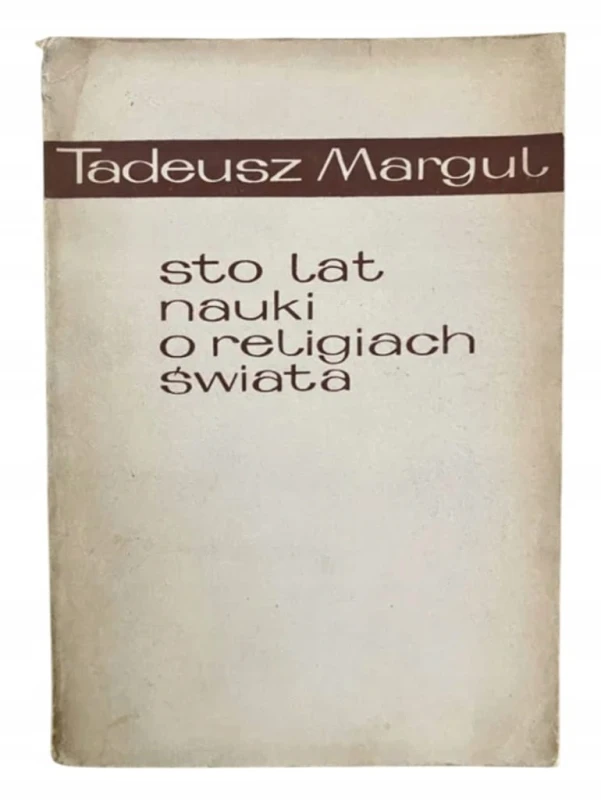 Tadeusz Margul
sto lat
nauki
o religiach
świata